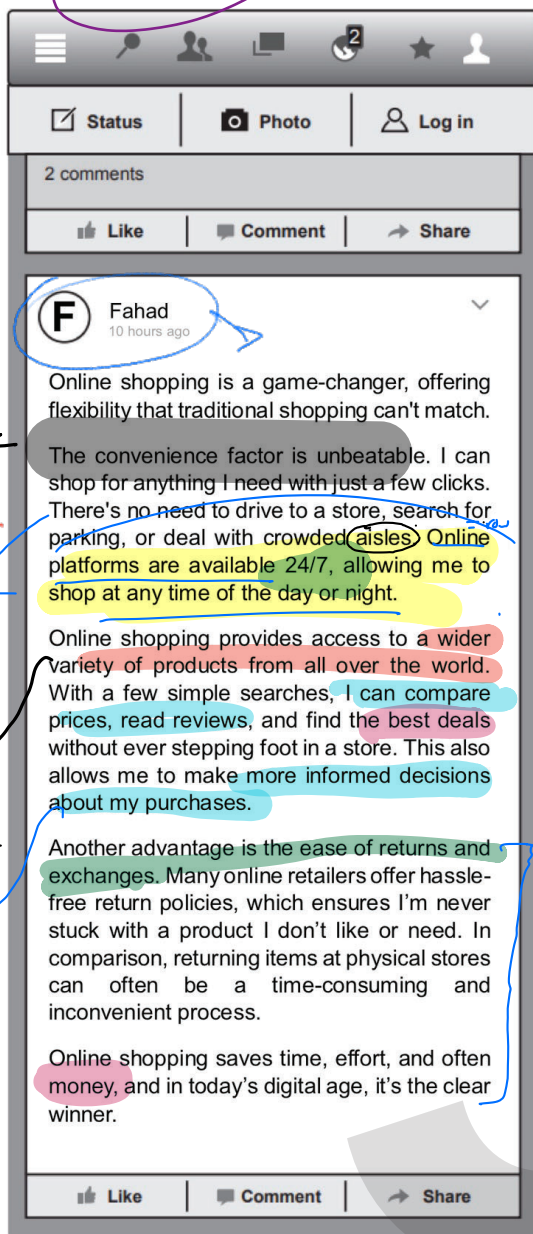 2
Status
Photo
Log in
2 comments
Like
Comment
Share
F
Fahad
10 hours ago
Online shopping is a game-changer, offering
flexibility that traditional shopping can't match.
The convenience factor is unbeatable. I can
shop for anything I need with just a few clicks.
There's no need to drive to a store, search for
parking, or deal with crowded aisles. Online
platforms are available 24/7, allowing me to
shop at any time of the day or night.
Online shopping provides access to a wider
variety of products from all over the world.
With a few simple searches, I can compare
prices, read reviews, and find the best deals
without ever stepping foot in a store. This also
allows me to make more informed decisions
about my purchases.
Another advantage is the ease of returns and
exchanges. Many online retailers offer hassle-
free return policies, which ensures I'm never
stuck with a product I don't like or need. In
comparison, returning items at physical stores
can often be a time-consuming and
inconvenient process.
Online shopping saves time, effort, and often
money, and in today's digital age, it's the clear
winner.
Like
Comment
Share